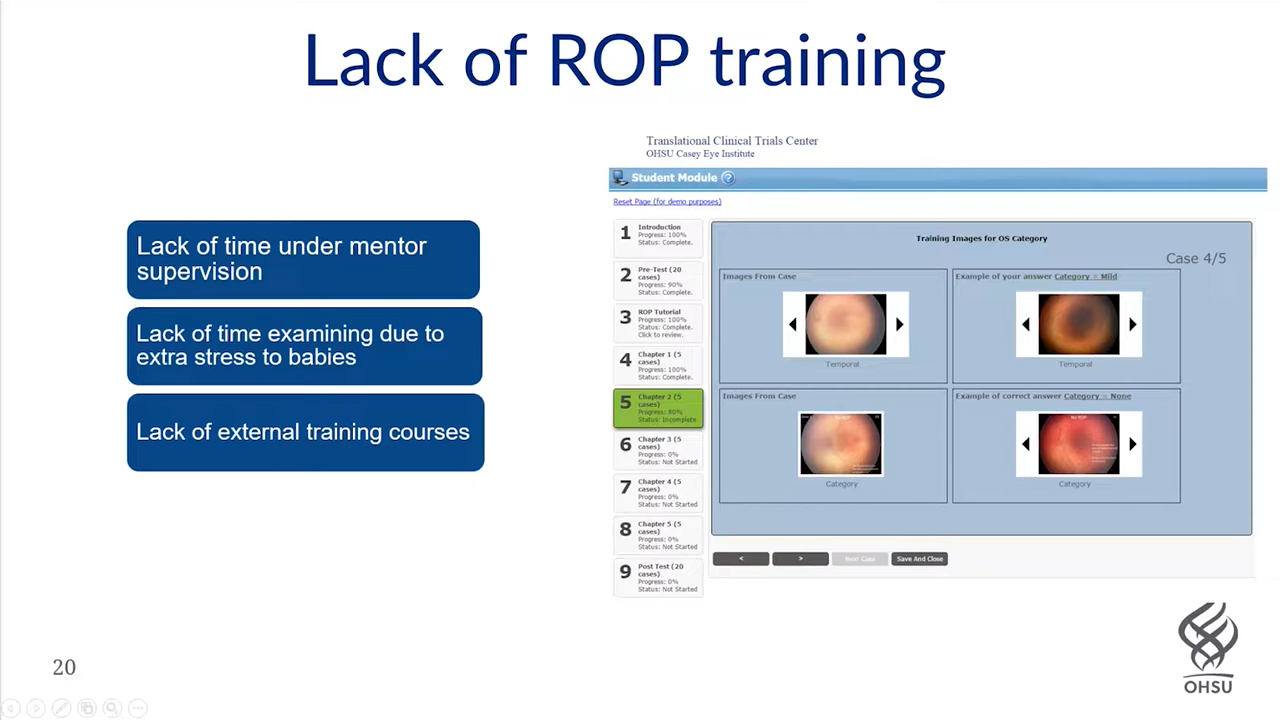 Lack of ROP training
Lack of time under mentor
supervision
Lack of time examining due to
extra stress to babies
Lack of external training courses
Translational Clinical Trials Center
OHSU Casey Eye Institute
Student Module ?
Reset Page (for demo purposes)
1 Introduction
Progress: 100%
Status: Complete.
2 Pre-Test (20
cases)
Progress: 90%
Status: Complete.
3 ROP Tutorial
Progress: 100%
Status: Complete.
Click to review.
4 Chapter 1 (5
cases)
Progress: 100%
Status: Complete.
5 Chapter 2 (5
cases)
Progress: 80%
Status: Incomplete
6 Chapter 3 (5
cases)
Progress: 0%
Status: Not Started
7 Chapter 4 (5
cases)
Progress: 0%
Status: Not Started
8 Chapter 5 (5
cases)
Progress: 0%
Status: Not Started
9 Post Test (20
cases)
Progress: 0%
Status: Not Started
Training Images for OS Category
Case 4/5
Images From Case
Temporal
Example of your answer Category = Mild
Temporal
Images From Case
Category
Example of correct answer Category = None
Category
< > Next Case Save And Close
20
OHSU